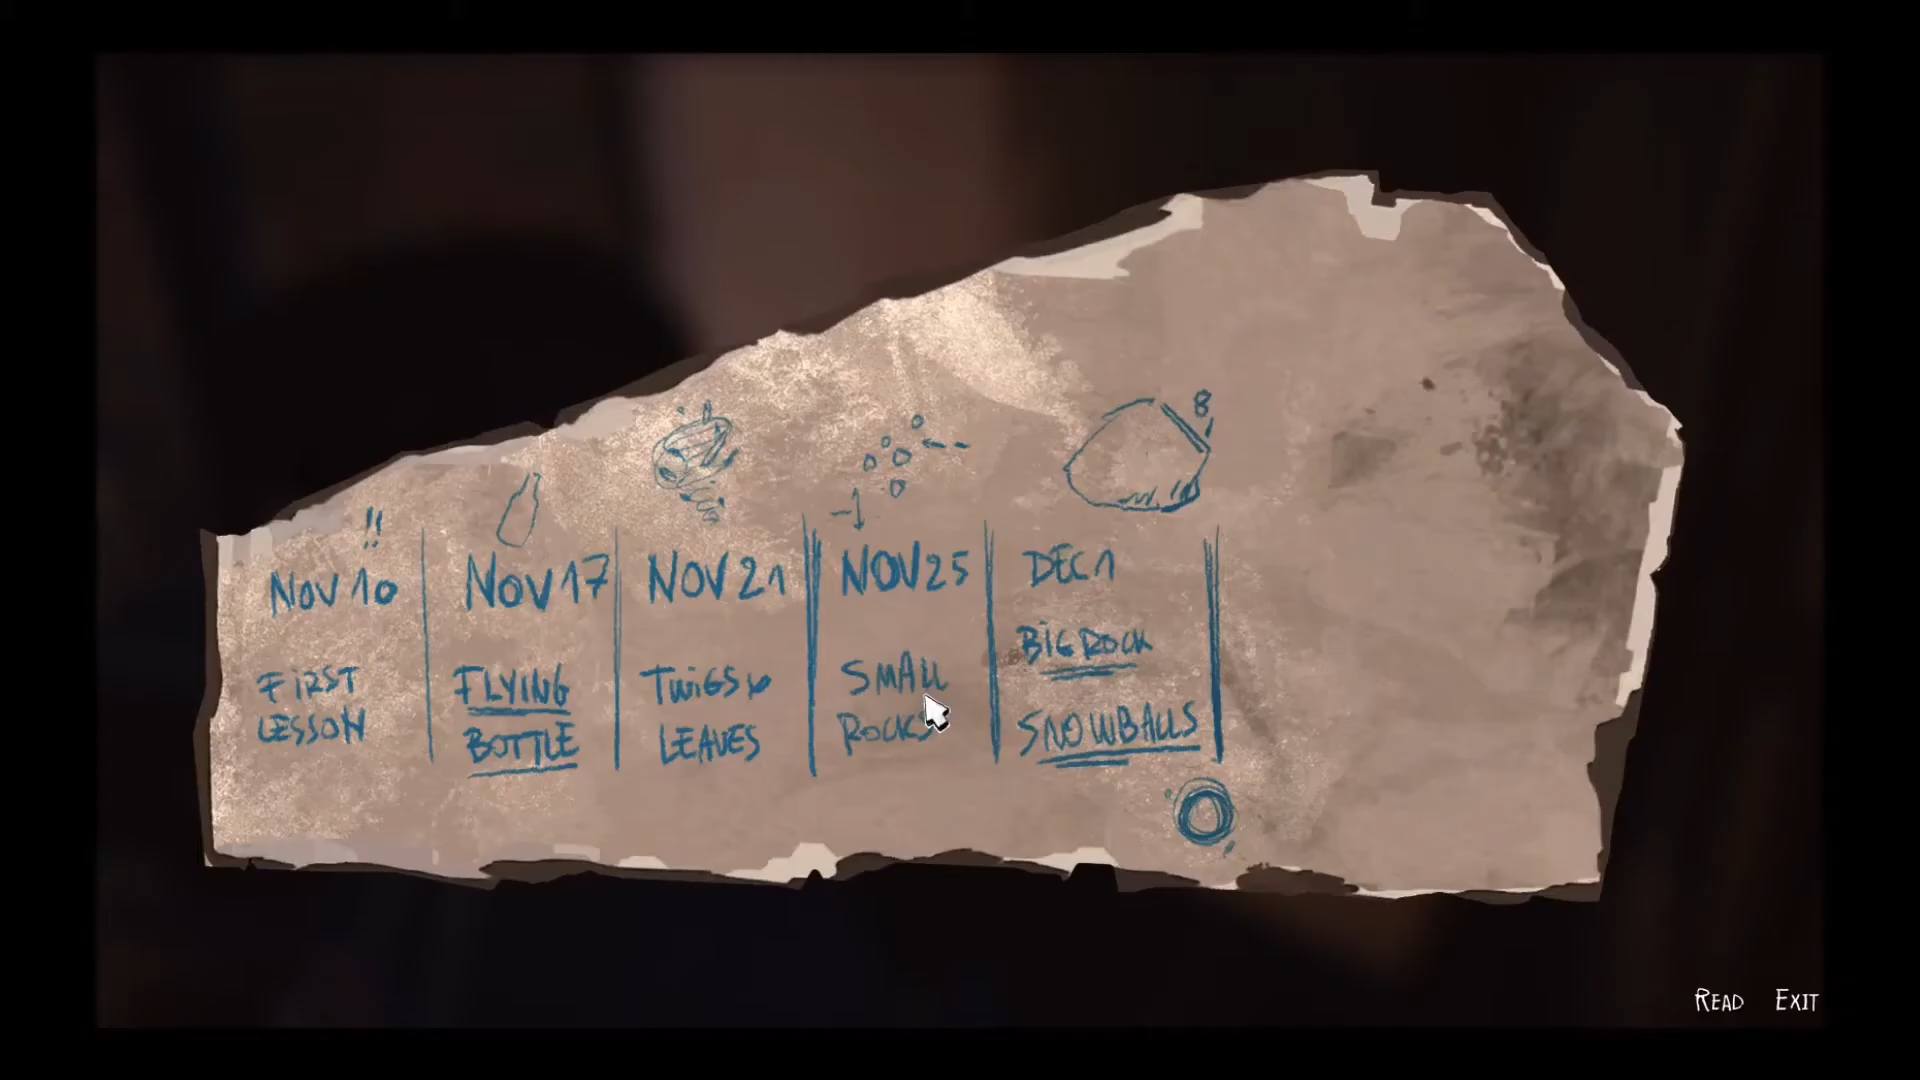 !!
NOV 10
FIRST
LESSON
NOV 17
FLYING
BOTTLE
NOV 21
TWIGS &
LEAVES
NOV 25
SMALL
ROCKS
8
DEC 1
BIG ROCK
SNOWBALLS
READ EXIT